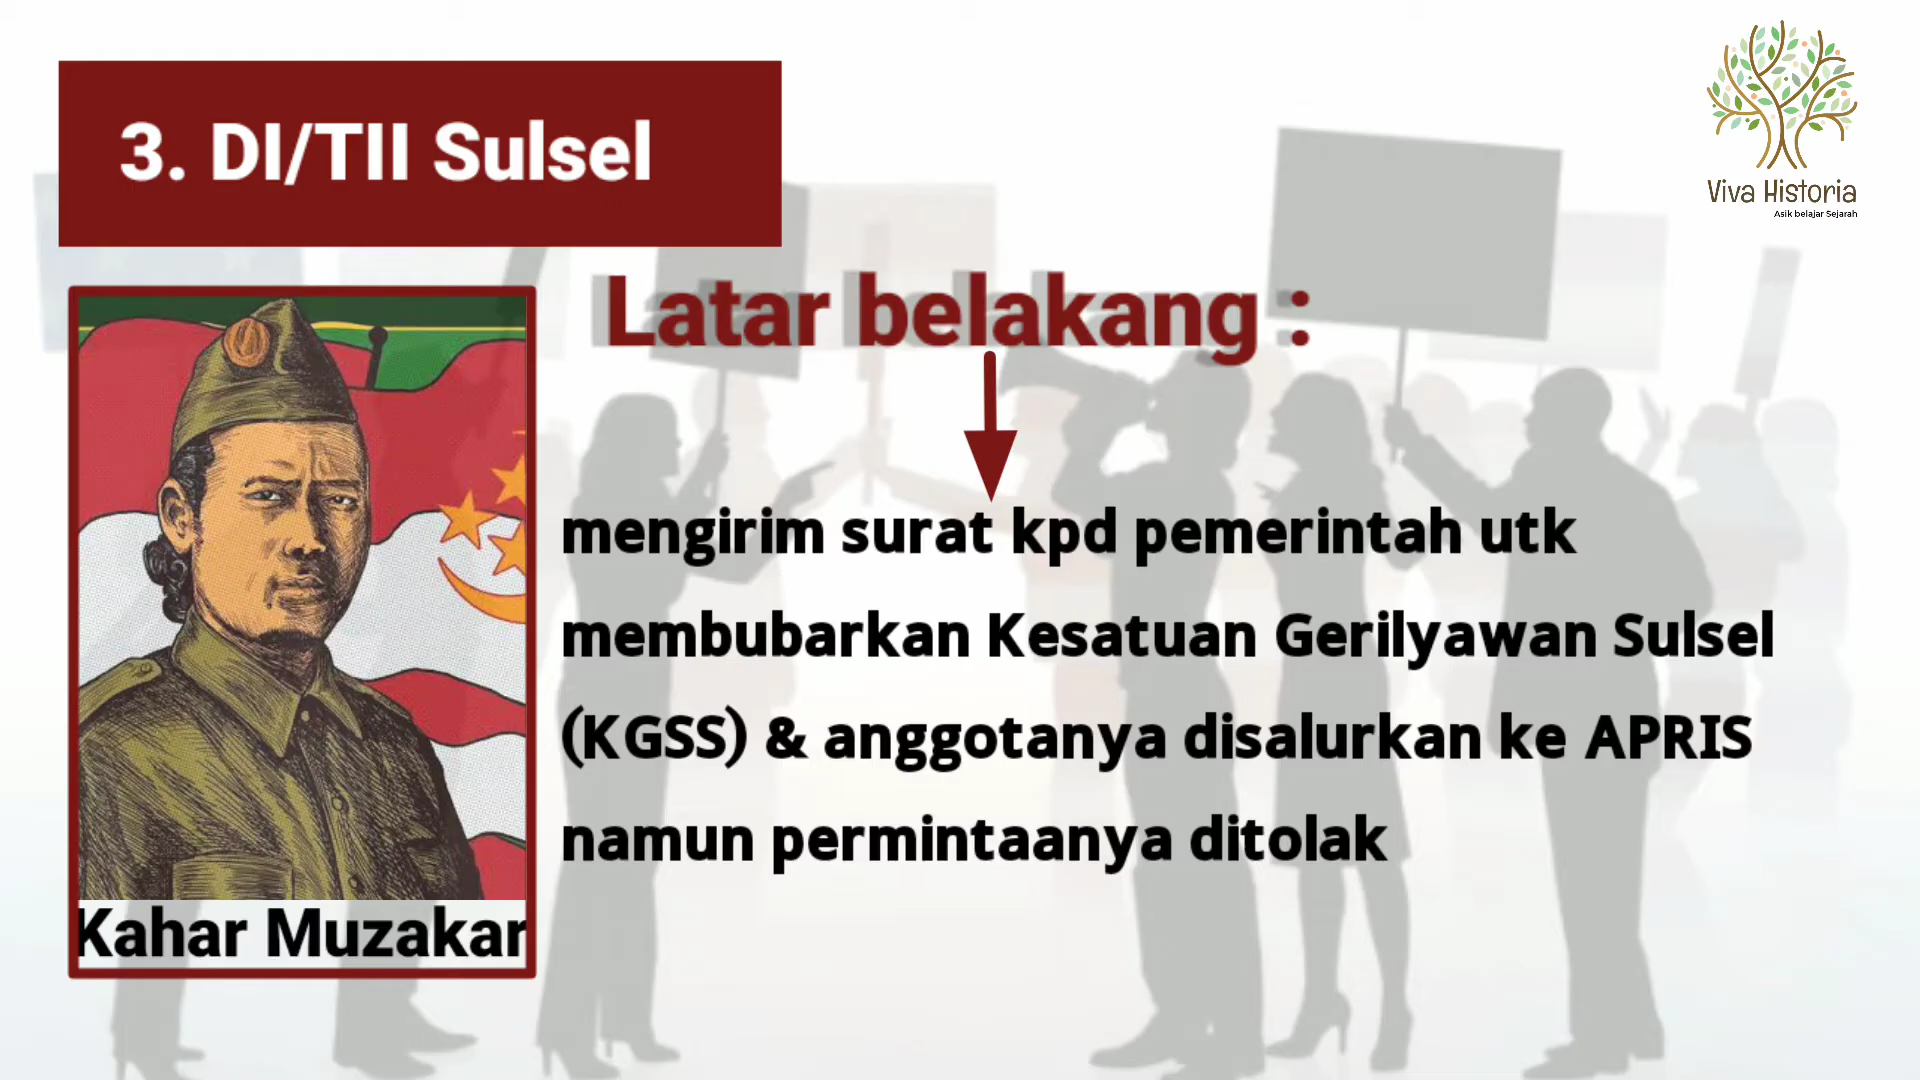 3. DI/TII Sulsel
Viva Historia
Asik belajar Sejarah
Latar belakang :
mengirim surat kpd pemerintah utk
membubarkan Kesatuan Gerilyawan Sulsel
(KGSS) & anggotanya disalurkan ke APRIS
namun permintaanya ditolak
Kahar Muzakar